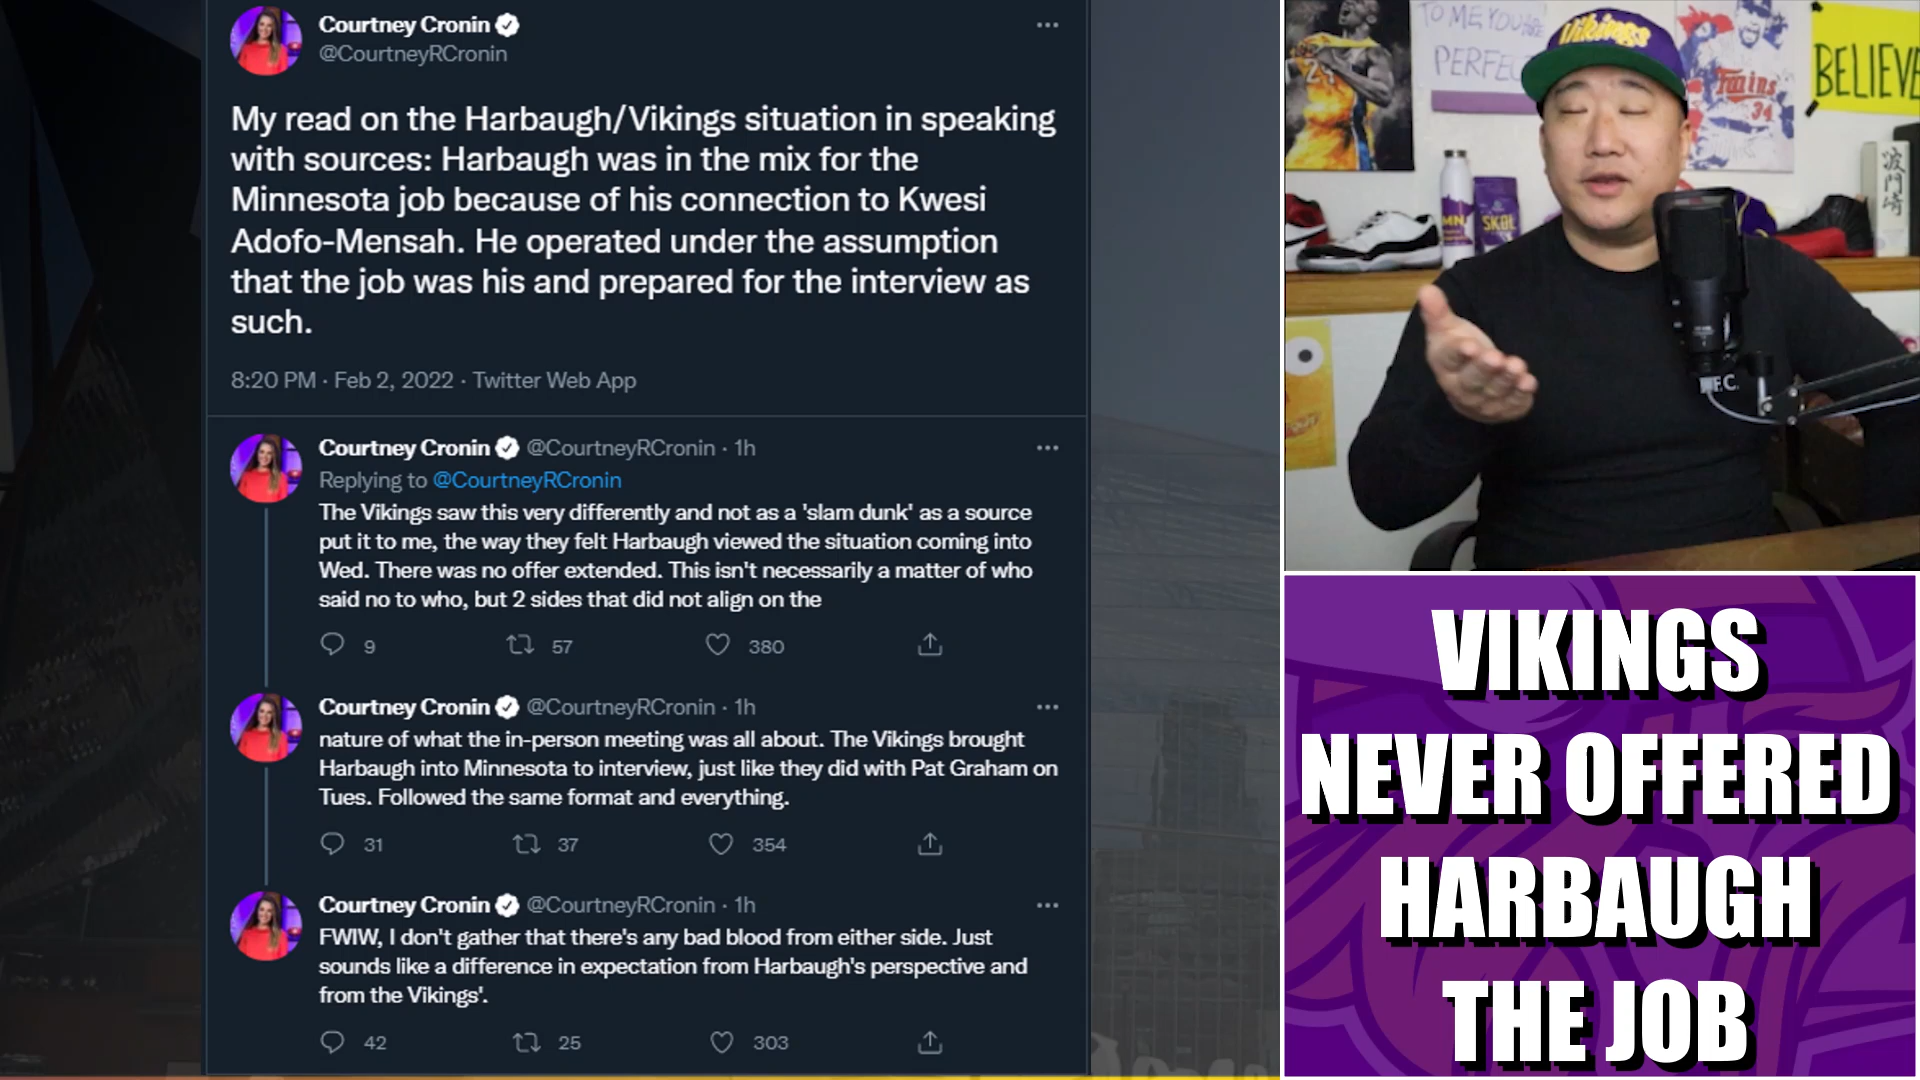 Courtney Cronin
@CourtneyRCronin
My read on the Harbaugh/Vikings situation in speaking
with sources: Harbaugh was in the mix for the
Minnesota job because of his connection to Kwesi
Adofo-Mensah. He operated under the assumption
that the job was his and prepared for the interview as
such.
8:20 PM · Feb 2, 2022 · Twitter Web App
Courtney Cronin @CourtneyRCronin · 1h
Replying to @CourtneyRCronin
The Vikings saw this very differently and not as a 'slam dunk' as a source
put it to me, the way they felt Harbaugh viewed the situation coming into
Wed. There was no offer extended. This isn't necessarily a matter of who
said no to who, but 2 sides that did not align on the
9 57 380
Courtney Cronin @CourtneyRCronin · 1h
nature of what the in-person meeting was all about. The Vikings brought
Harbaugh into Minnesota to interview, just like they did with Pat Graham on
Tues. Followed the same format and everything.
31 37 354
Courtney Cronin @CourtneyRCronin · 1h
FWIW, I don't gather that there's any bad blood from either side. Just
sounds like a difference in expectation from Harbaugh's perspective and
from the Vikings'.
42 25 303
TO ME YOU ARE
PERFEC
Vikings
Twins
34
BELIEVE
24
MN
SKOL
F.C.
VIKINGS
NEVER OFFERED
HARBAUGH
THE JOB